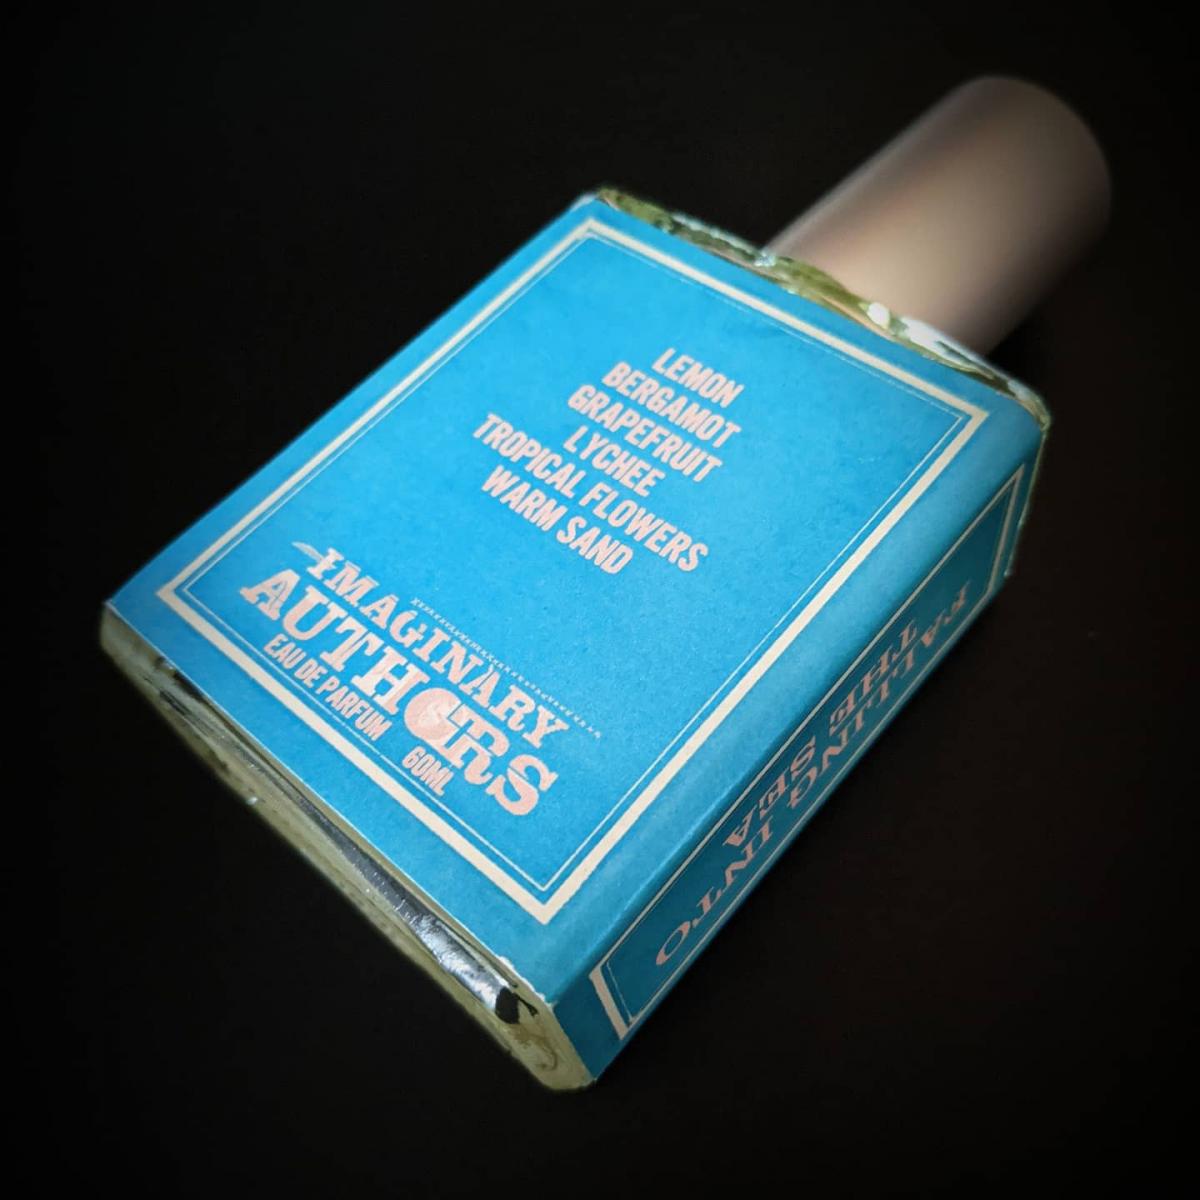 LEMON
BERGAMOT
GRAPEFRUIT
LYCHEE
TROPICAL FLOWERS
WARM SAND
IMAGINARY
AUTHORS
EAU DE PARFUM 60ML
FALLING INTO
THE SEA